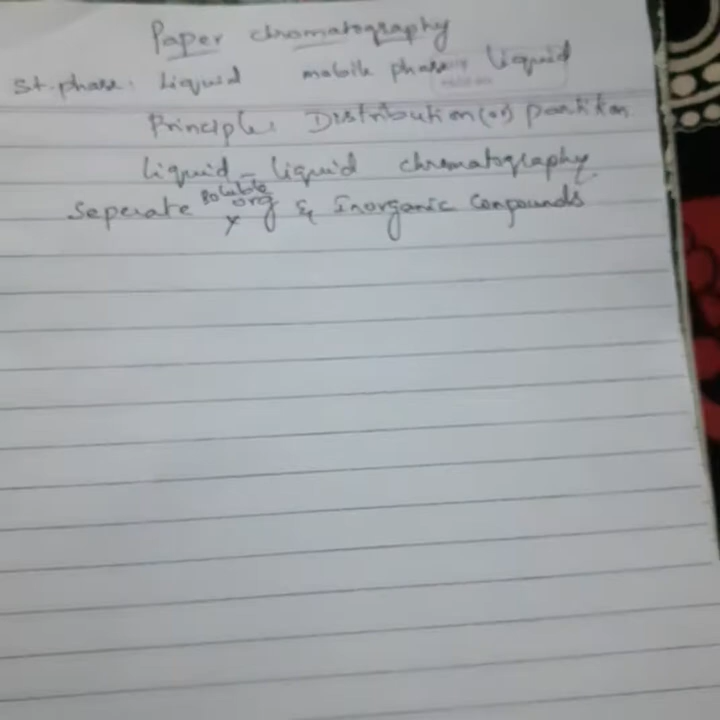 Paper chromatography
St. phase: Liquid mobile phase: Liquid
Principle: Distribution (or) partition
Liquid - liquid chromatography
Seperate soluble org & Inorganic compounds